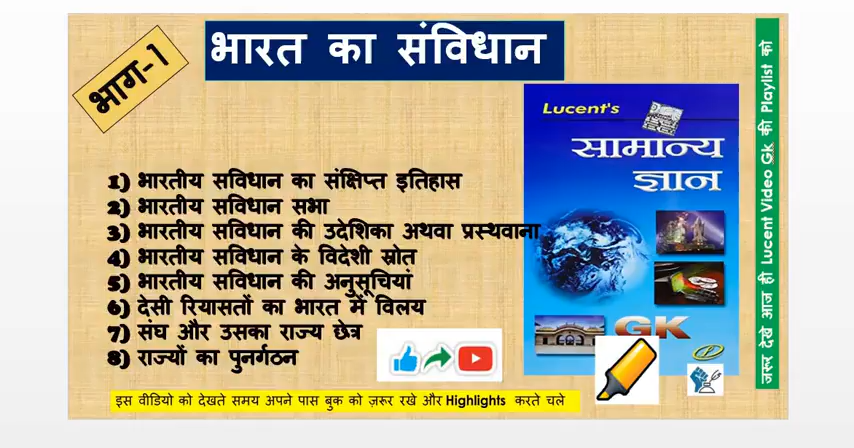 भाग-1
भारत का संविधान
Lucent's
सामान्य
ज्ञान
GK
1) भारतीय सविधान का संक्षिप्त इतिहास
2) भारतीय सविधान सभा
3) भारतीय सविधान की उदेशिका अथवा प्रस्थवाना
4) भारतीय सविधान के विदेशी स्रोत
5) भारतीय सविधान की अनुसूचियां
6) देसी रियासतों का भारत में विलय
7) संघ और उसका राज्य छेत्र
8) राज्यों का पुनर्गठन
इस वीडियो को देखते समय अपने पास बुक को ज़रूर रखे और Highlights करते चले
जरूर देखे आज ही Lucent Video GK की Playlist को